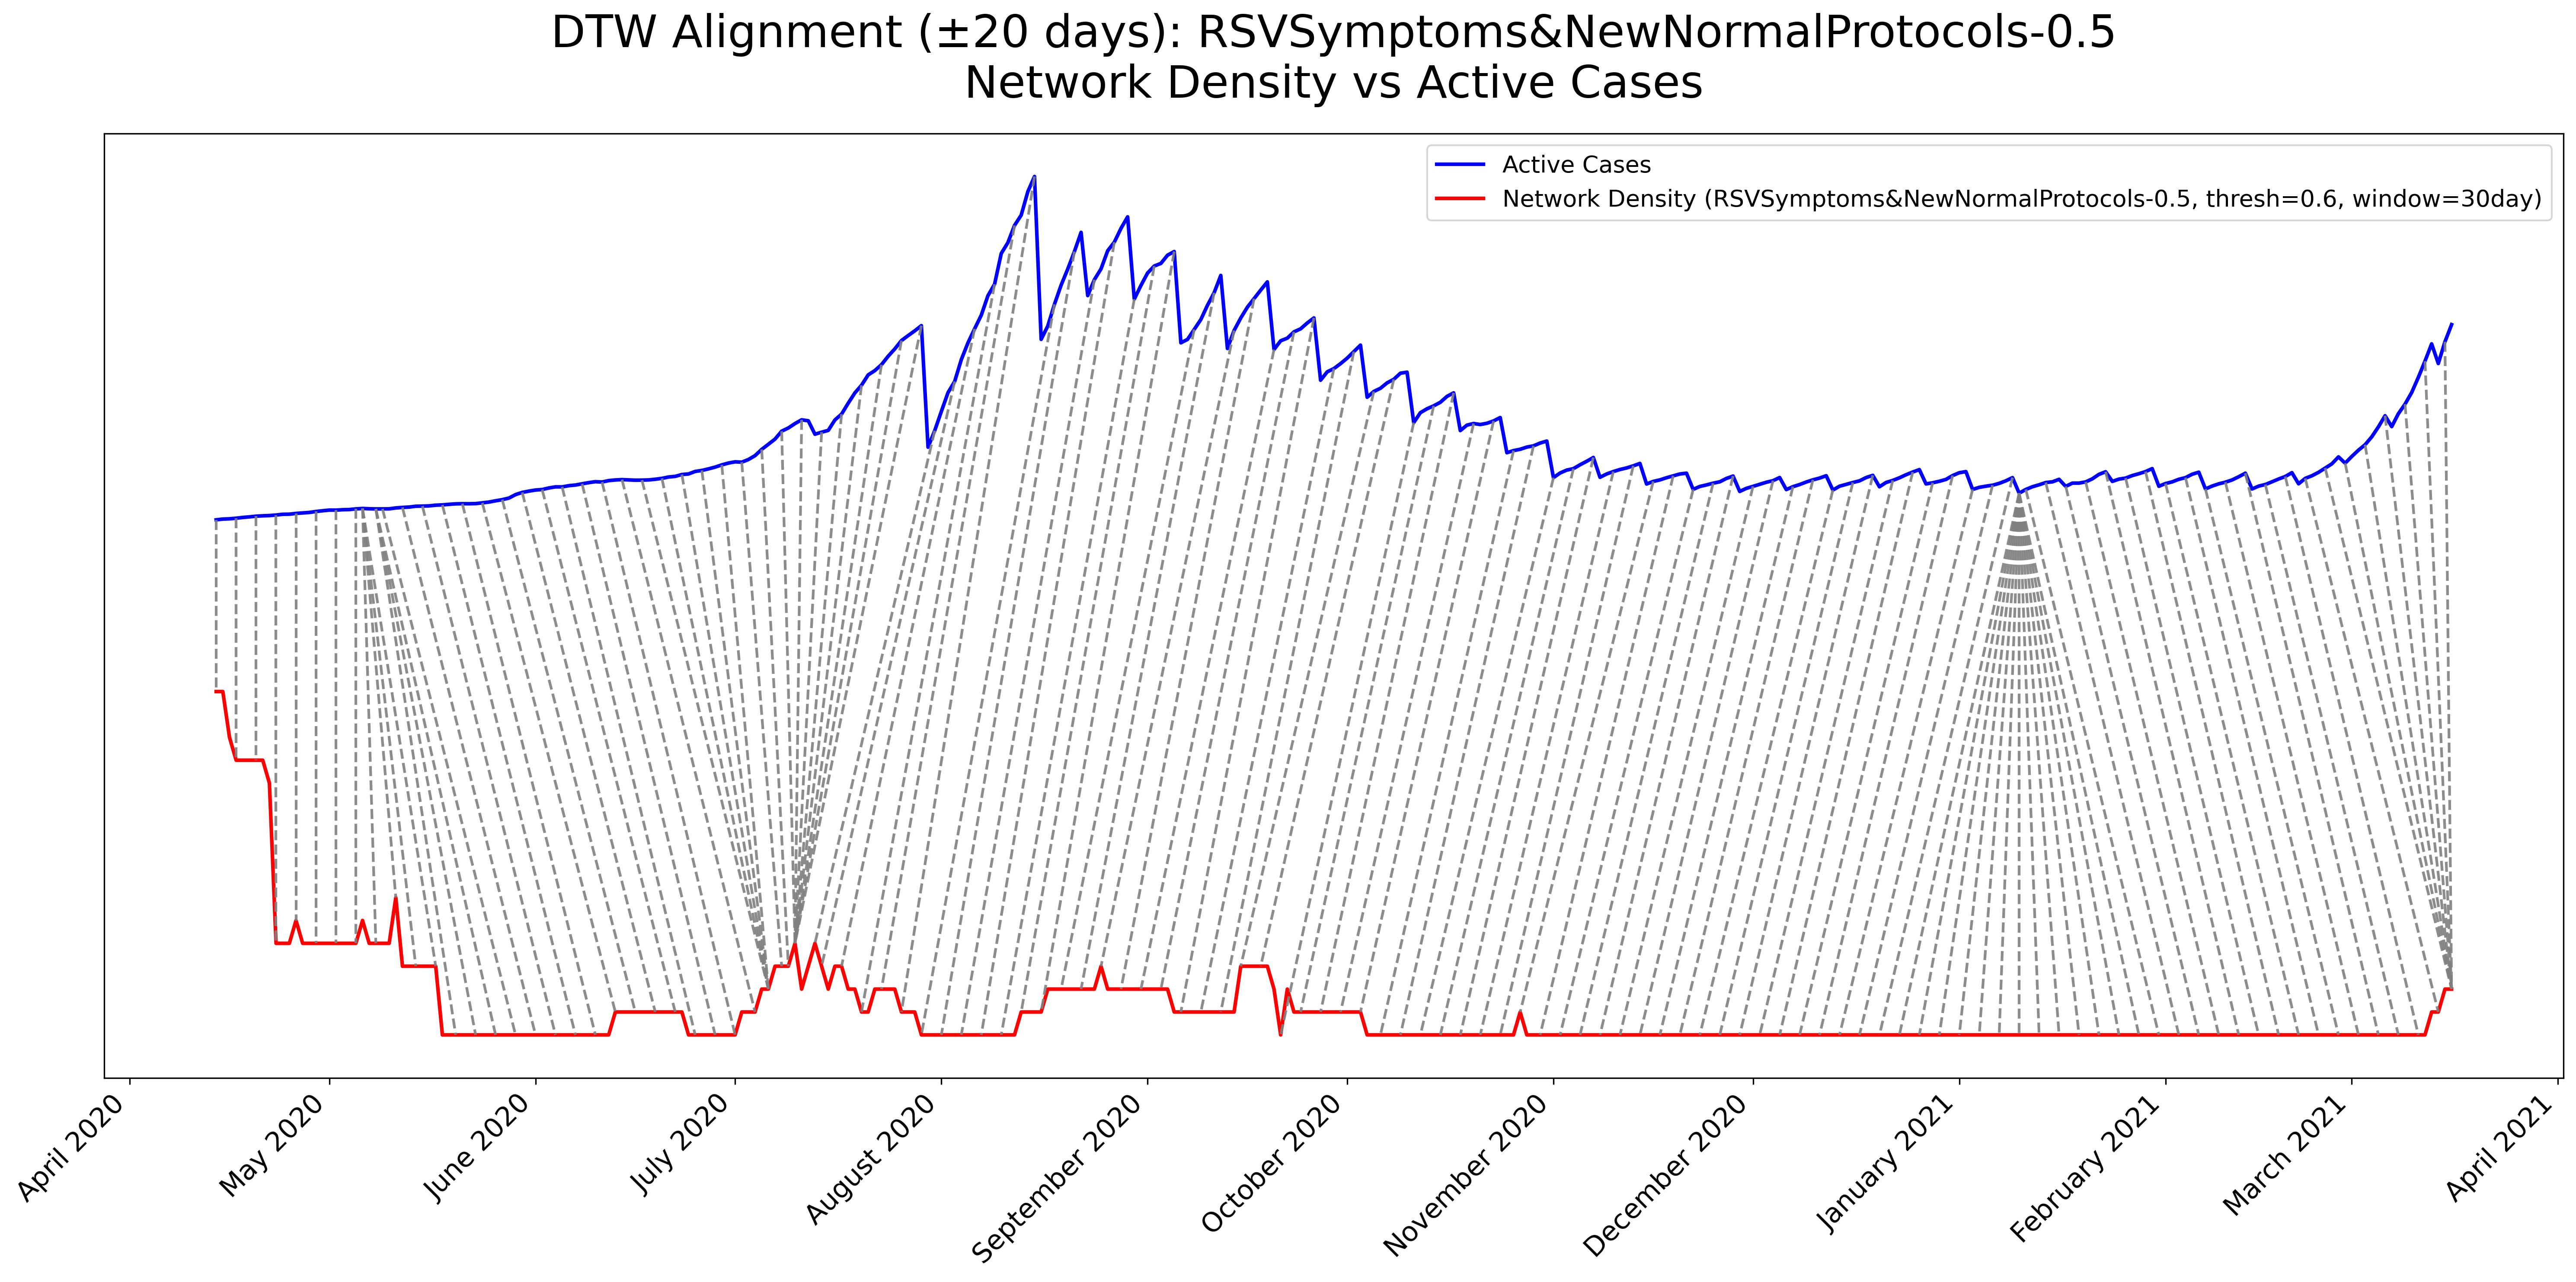 DTW Alignment (±20 days): RSVSymptoms&NewNormalProtocols-0.5
Network Density vs Active Cases
Active Cases
Network Density (RSVSymptoms&NewNormalProtocols-0.5, thresh=0.6, window=30day)
April 2020
May 2020
June 2020
July 2020
August 2020
September 2020
October 2020
November 2020
December 2020
January 2021
February 2021
March 2021
April 2021